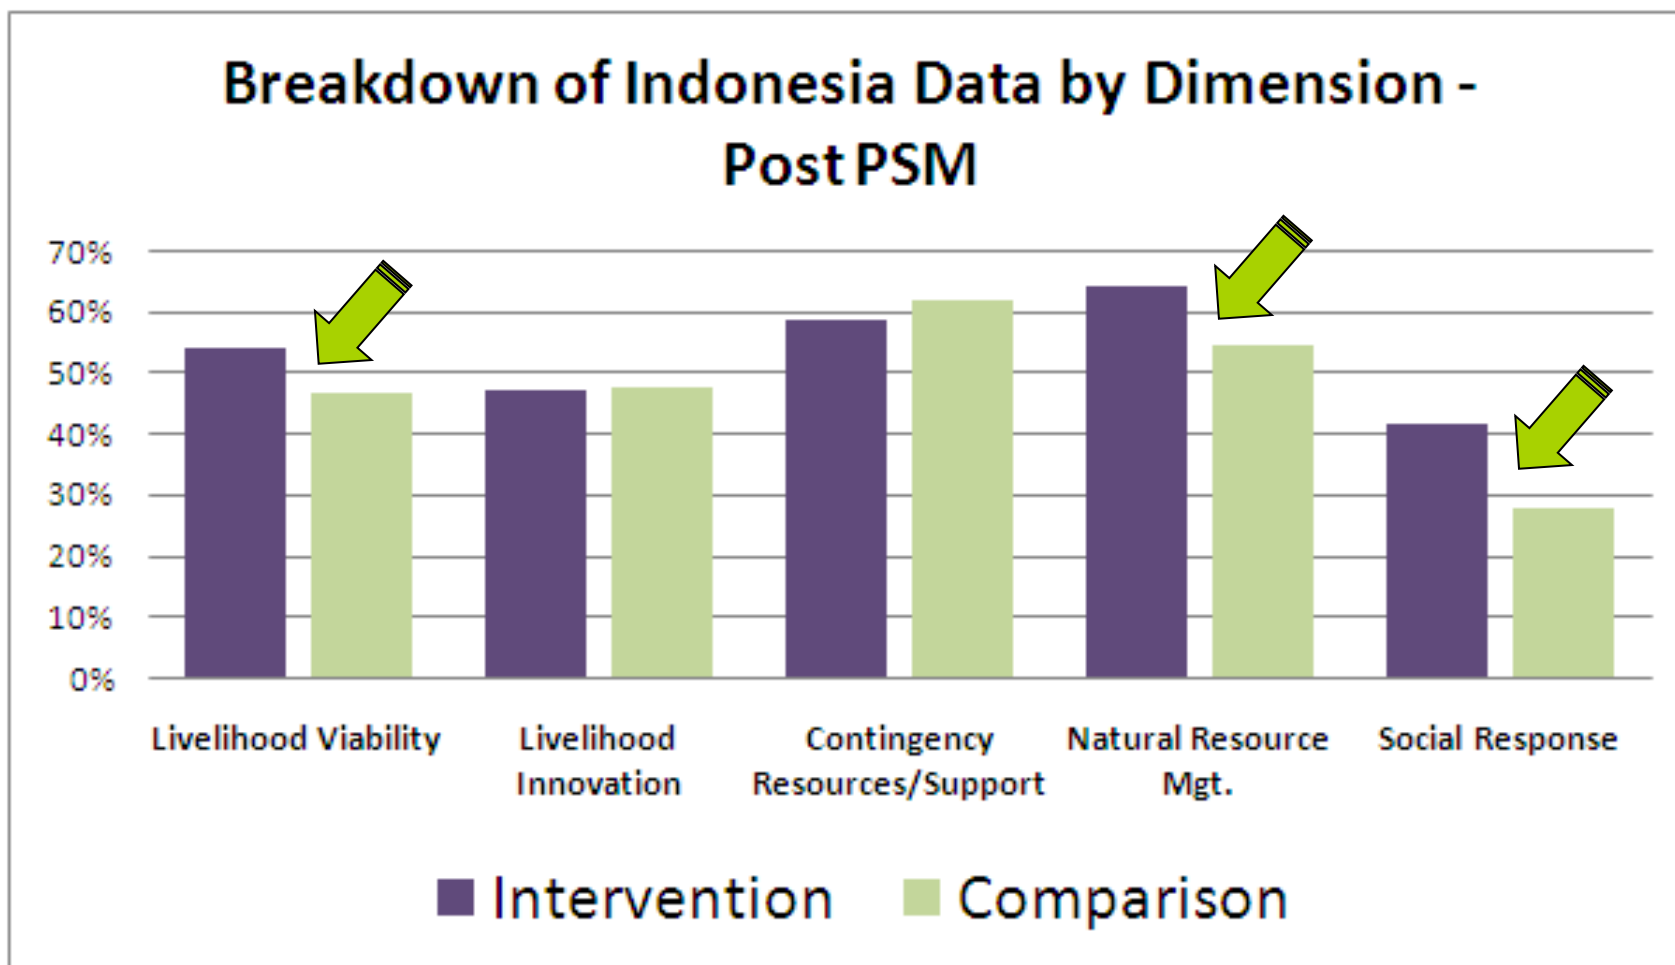 Breakdown of Indonesia Data by Dimension -
Post PSM
70%
60%
50%
40%
30%
20%
10%
0%
Livelihood Viability
Livelihood
Innovation
Contingency
Resources/Support
Natural Resource
Mgt.
Social Response
Intervention
Comparison